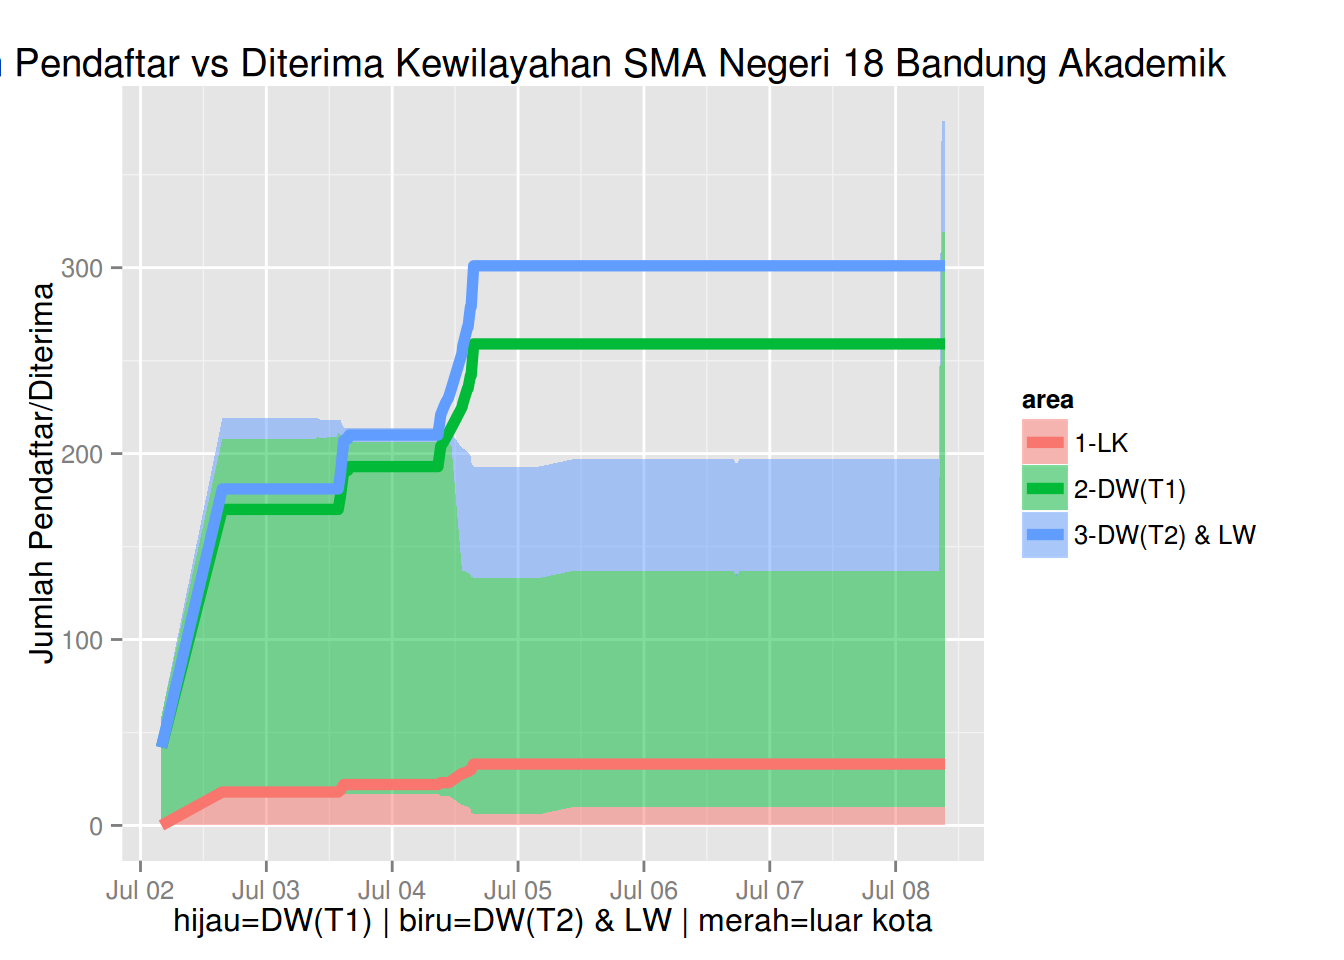 Pendaftar vs Diterima Kewilayahan SMA Negeri 18 Bandung Akademik
Jumlah Pendaftar/Diterima
300
200
100
0
Jul 02 Jul 03 Jul 04 Jul 05 Jul 06 Jul 07 Jul 08
hijau=DW(T1) | biru=DW(T2) & LW | merah=luar kota
area
1-LK
2-DW(T1)
3-DW(T2) & LW